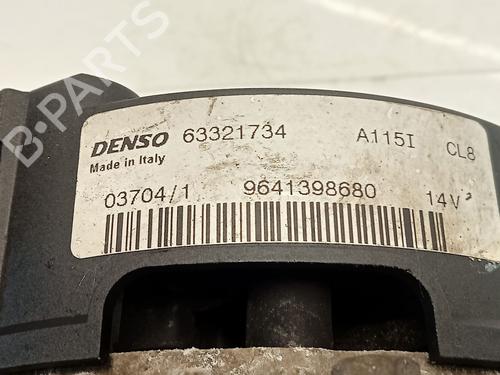 DENSO 63321734 A115I CL8
Made in Italy
03704/1 9641398680 14V
B-Parts